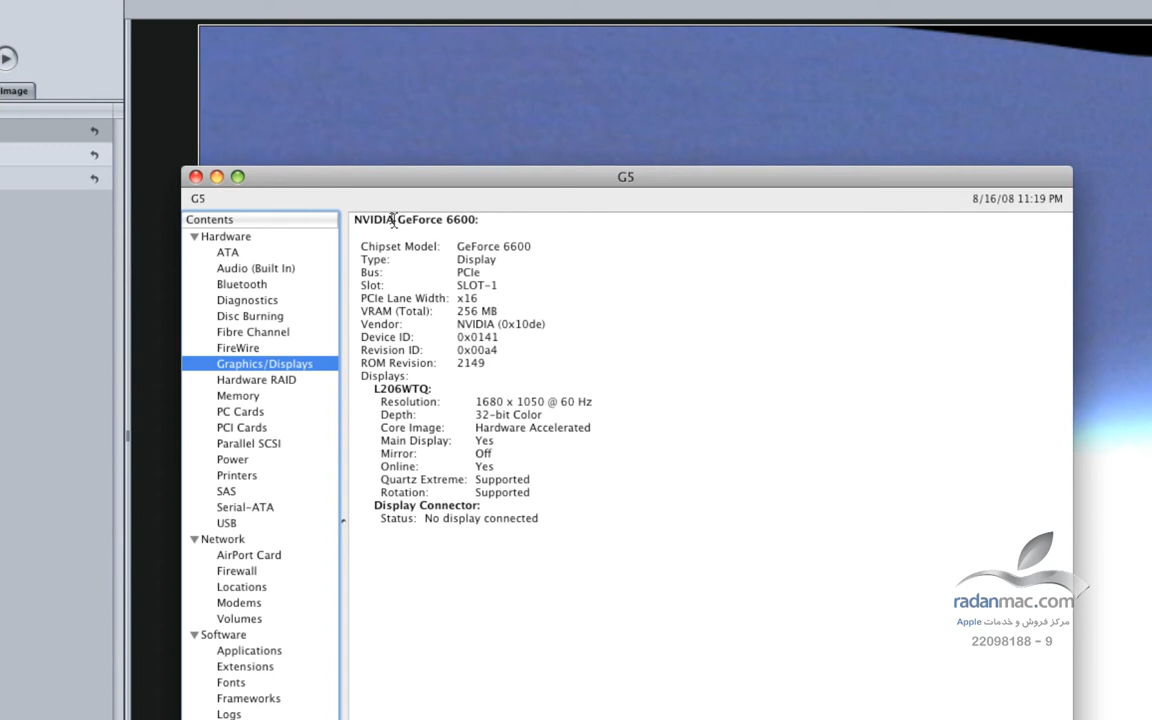 Image
G5
G5
8/16/08 11:19 PM
Contents
Hardware
ATA
Audio (Built In)
Bluetooth
Diagnostics
Disc Burning
Fibre Channel
FireWire
Graphics/Displays
Hardware RAID
Memory
PC Cards
PCI Cards
Parallel SCSI
Power
Printers
SAS
Serial-ATA
USB
Network
AirPort Card
Firewall
Locations
Modems
Volumes
Software
Applications
Extensions
Fonts
Frameworks
Logs
NVIDIA GeForce 6600:
Chipset Model: GeForce 6600
Type: Display
Bus: PCIe
Slot: SLOT-1
PCIe Lane Width: x16
VRAM (Total): 256 MB
Vendor: NVIDIA (0x10de)
Device ID: 0x0141
Revision ID: 0x00a4
ROM Revision: 2149
Displays:
L206WTQ:
Resolution: 1680 x 1050 @ 60 Hz
Depth: 32-bit Color
Core Image: Hardware Accelerated
Main Display: Yes
Mirror: Off
Online: Yes
Quartz Extreme: Supported
Rotation: Supported
Display Connector:
Status: No display connected
radanmac.com
مرکز فروش و خدمات Apple
22098188 - 9